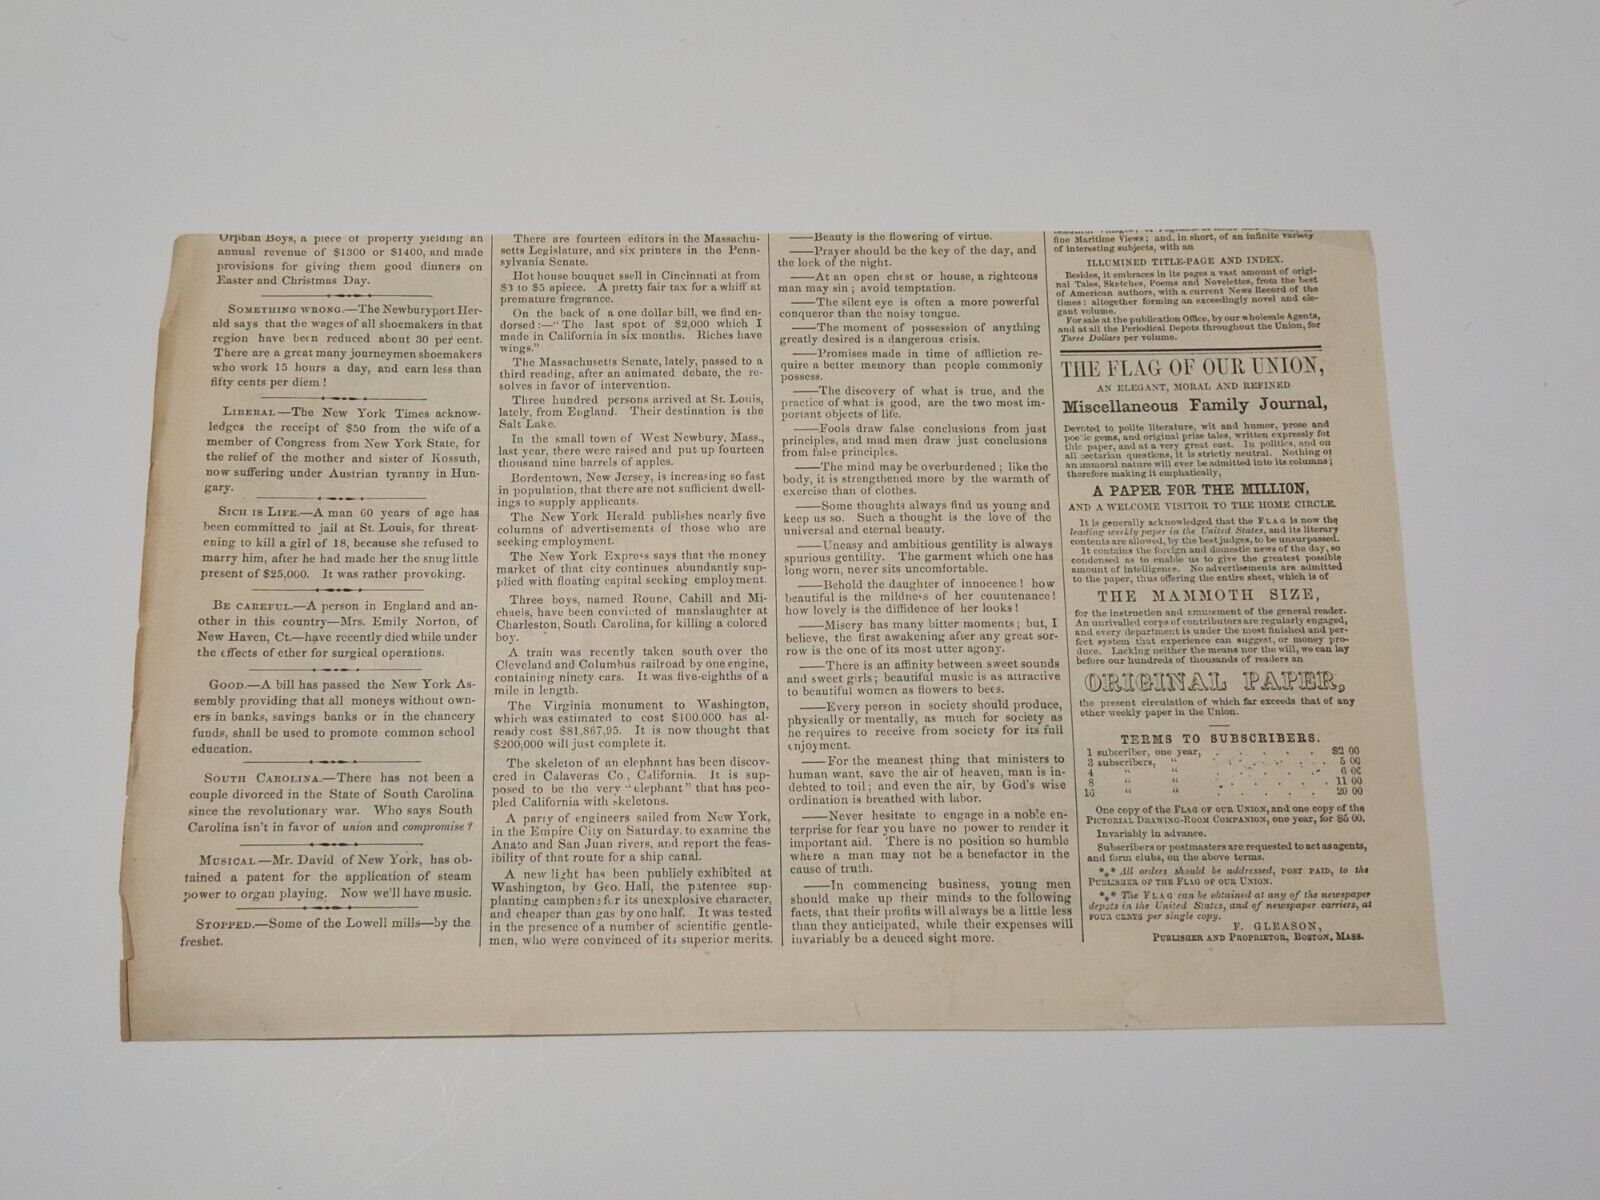 Orphan Boys, a piece of property yielding an
annual revenue of $1300 or $1400, and made
provisions for giving them good dinners on
Easter and Christmas Day.
SOMETHING WRONG.—The Newburyport Her-
ald says that the wages of all shoemakers in that
region have been reduced about 30 per cent.
There are a great many journeymen shoemakers
who work 15 hours a day, and earn less than
fifty cents per diem!
LIBERAL—The New York Times acknow-
ledges the receipt of $50 from the wife of a
member of Congress from New York State, for
the relief of the mother and sister of Kossuth,
now suffering under Austrian tyranny in Hun-
gary.
SICH IS LIFE.—A man 60 years of age has
been committed to jail at St. Louis, for threat-
ening to kill a girl of 18, because she refused to
marry him, after he had made her the snug little
present of $25,000. It was rather provoking.
BE CAREFUL.—A person in England and an-
other in this country—Mrs. Emily Norton, of
New Haven, Ct.—have recently died while under
the effects of ether for surgical operations.
GOOD.—A bill has passed the New York As-
sembly providing that all moneys without own-
ers in banks, savings banks or in the chancery
funds, shall be used to promote common school
education.
SOUTH CAROLINA.—There has not been a
couple divorced in the State of South Carolina
since the revolutionary war. Who says South
Carolina isn't in favor of union and compromise?
MUSICAL—Mr. David of New York, has ob-
tained a patent for the application of steam
power to organ playing. Now we'll have music.
STOPPED.—Some of the Lowell mills—by the
freshet.
There are fourteen editors in the Massachu-
setts Legislature, and six printers in the Penn-
sylvania Senate.
Hot house bouquet ssell in Cincinnati at from
$3 to $5 apiece. A pretty fair tax for a whiff at
premature fragrance.
On the back of a one dollar bill, we find en-
dorsed:—"The last spot of $2,000 which I
made in California in six months. Riches have
wings."
The Massachusetts Senate, lately, passed to a
third reading, after an animated debate, the re-
solves in favor of intervention.
Three hundred persons arrived at St. Louis,
lately, from England. Their destination is the
Salt Lake.
In the small town of West Newbury, Mass.,
last year, there were raised and put up fourteen
thousand nine barrels of apples.
Bordentown, New Jersey, is increasing so fast
in population, that there are not sufficient dwell-
ings to supply applicants.
The New York Herald publishes nearly five
columns of advertisements of those who are
seeking employment.
The New York Express says that the money
market of that city continues abundantly sup-
plied with floating capital seeking employment.
Three boys, named Roune, Cahill and Mi-
chaels, have been convicted of manslaughter at
Charleston, South Carolina, for killing a colored
boy.
A train was recently taken south over the
Cleveland and Columbus railroad by one engine,
containing ninety cars. It was five-eighths of a
mile in length.
The Virginia monument to Washington,
which was estimated to cost $100.000 has al-
ready cost $81,867,95. It is now thought that
$200,000 will just complete it.
The skeleton of an elephant has been discov-
ered in Calaveras Co., California. It is sup-
posed to be the very "elephant" that has peo-
pled California with skeletons.
A party of engineers sailed from New York,
in the Empire City on Saturday, to examine the
Anato and San Juan rivers, and report the feas-
ibility of that route for a ship canal.
A new light has been publicly exhibited at
Washington, by Geo. Hall, the patentee sup-
planting camphene for its unexplosive character,
and cheaper than gas by one half. It was tested
in the presence of a number of scientific gentle-
men, who were convinced of its superior merits.
——Beauty is the flowering of virtue.
——Prayer should be the key of the day, and
the lock of the night.
——At an open chest or house, a righteous
man may sin; avoid temptation.
——The silent eye is often a more powerful
conqueror than the noisy tongue.
——The moment of possession of anything
greatly desired is a dangerous crisis.
——Promises made in time of affliction re-
quire a better memory than people commonly
possess.
——The discovery of what is true, and the
practice of what is good, are the two most im-
portant objects of life.
——Fools draw false conclusions from just
principles, and mad men draw just conclusions
from false principles.
——The mind may be overburdened; like the
body, it is strengthened more by the warmth of
exercise than of clothes.
——Some thoughts always find us young and
keep us so. Such a thought is the love of the
universal and eternal beauty.
——Uneasy and ambitious gentility is always
spurious gentility. The garment which one has
long worn, never sits uncomfortable.
——Behold the daughter of innocence! how
beautiful is the mildness of her countenance!
how lovely is the diffidence of her looks!
——Misery has many bitter moments; but, I
believe, the first awakening after any great sor-
row is the one of its most utter agony.
——There is an affinity between sweet sounds
and sweet girls; beautiful music is as attractive
to beautiful women as flowers to bees.
——Every person in society should produce,
physically or mentally, as much for society as
he requires to receive from society for its full
enjoyment.
——For the meanest thing that ministers to
human want, save the air of heaven, man is in-
debted to toil; and even the air, by God's wise
ordination is breathed with labor.
——Never hesitate to engage in a noble en-
terprise for fear you have no power to render it
important aid. There is no position so humble
where a man may not be a benefactor in the
cause of truth.
——In commencing business, young men
should make up their minds to the following
facts, that their profits will always be a little less
than they anticipated, while their expenses will
invariably be a deuced sight more.
fine Maritime Views; and, in short, of an infinite variety
of interesting subjects, with an
ILLUMINED TITLE-PAGE AND INDEX.
Besides, it embraces in its pages a vast amount of origi-
nal Tales, Sketches, Poems and Novelettes, from the best
of American authors, with a current News Record of the
times; altogether forming an exceedingly novel and ele-
gant volume.
For sale at the publication Office, by our wholesale Agents,
and at all the Periodical Depots throughout the Union, for
Three Dollars per volume.
THE FLAG OF OUR UNION,
AN ELEGANT, MORAL AND REFINED
Miscellaneous Family Journal,
Devoted to polite literature, wit and humor, prose and
poetic gems, and original prize tales, written expressly for
this paper, and at a very great cost. In politics, and on
all sectarian questions, it is strictly neutral. Nothing of
an immoral nature will ever be admitted into its columns;
therefore making it emphatically,
A PAPER FOR THE MILLION,
AND A WELCOME VISITOR TO THE HOME CIRCLE.
It is generally acknowledged that the FLAG is now the
leading weekly paper in the United States, and its literary
contents are allowed, by the best judges, to be unsurpassed.
It contains the foreign and domestic news of the day, so
condensed as to enable us to give the greatest possible
amount of intelligence. No advertisements are admitted
to the paper, thus offering the entire sheet, which is of
THE MAMMOTH SIZE,
for the instruction and amusement of the general reader.
An unrivalled corps of contributors are regularly engaged,
and every department is under the most finished and per-
fect system that experience can suggest, or money pro-
duce. Lacking neither the means nor the will, we can lay
before our hundreds of thousands of readers an
ORIGINAL PAPER,
the present circulation of which far exceeds that of any
other weekly paper in the Union.
TERMS TO SUBSCRIBERS.
1 subscriber, one year, . . . . . $2 00
3 subscribers, " . . . . . 5 00
4 " " . . . . . 6 00
8 " " . . . . . 11 00
16 " " . . . . . 20 00
One copy of the FLAG OF OUR UNION, and one copy of the
PICTORIAL DRAWING-ROOM COMPANION, one year, for $5 00.
Invariably in advance.
Subscribers or postmasters are requested to act as agents,
and form clubs, on the above terms.
*** All orders should be addressed, POST PAID, to the
PUBLISHER OF THE FLAG OF OUR UNION.
*** The FLAG can be obtained at any of the newspaper
depots in the United States, and of newspaper carriers, at
FOUR CENTS per single copy.
F. GLEASON,
PUBLISHER AND PROPRIETOR, BOSTON, MASS.